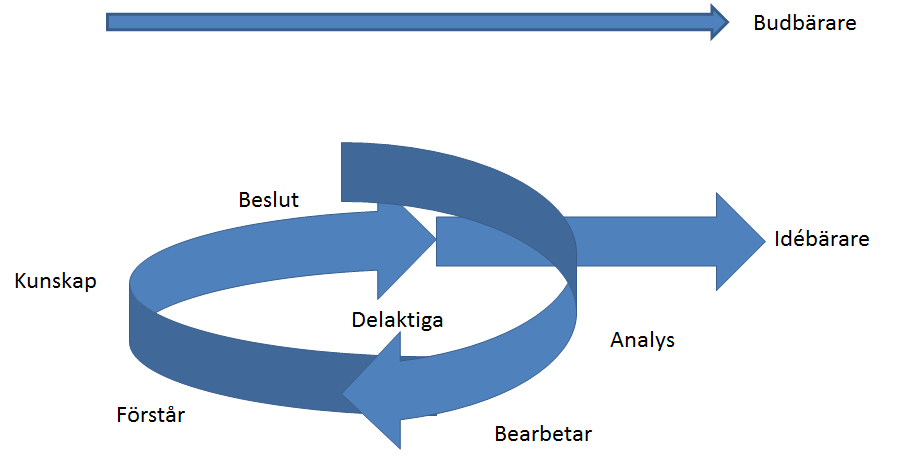 Budbärare
Beslut
Idébärare
Kunskap
Delaktiga
Analys
Förstår
Bearbetar